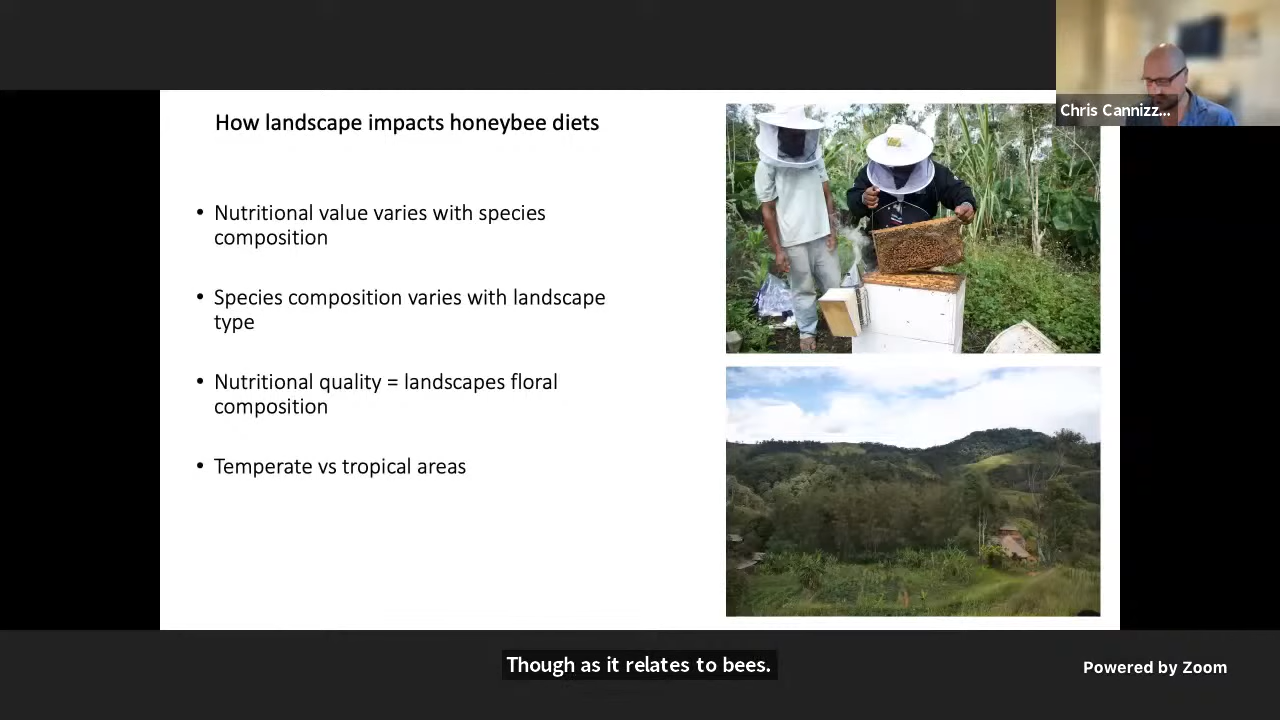 Chris Cannizz...
How landscape impacts honeybee diets
• Nutritional value varies with species
composition
• Species composition varies with landscape
type
• Nutritional quality = landscapes floral
composition
• Temperate vs tropical areas
Though as it relates to bees.
Powered by Zoom